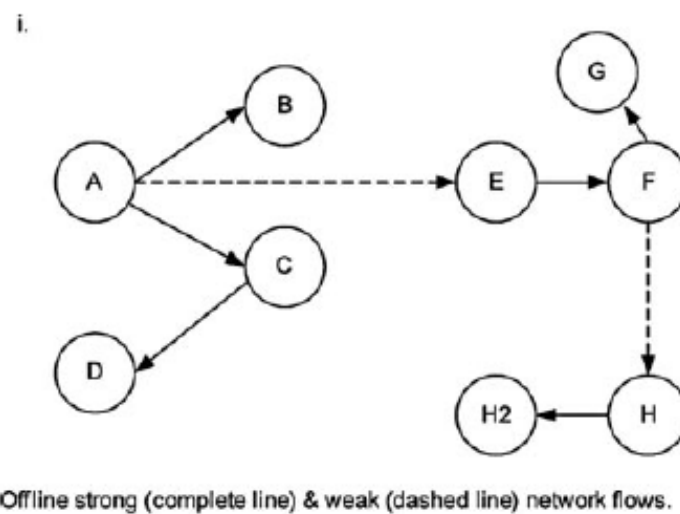 i.
G
B
A
E
F
C
D
H2
H
Offline strong (complete line) & weak (dashed line) network flows.